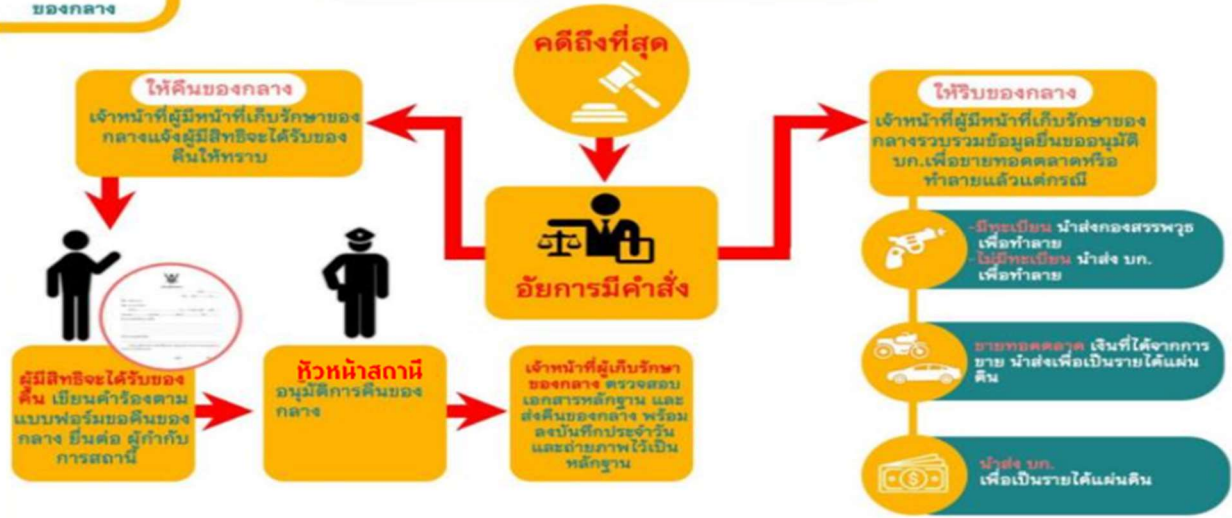 ของกลาง
คดีถึงที่สุด
ให้คืนของกลาง
เจ้าหน้าที่ผู้มีหน้าที่เก็บรักษาของ
กลางแจ้งผู้มีสิทธิจะได้รับของ
คืนให้ทราบ
ให้ริบของกลาง
เจ้าหน้าที่ผู้มีหน้าที่เก็บรักษาของ
กลางรวบรวมข้อมูลยื่นขออนุมัติ
บก.เพื่อขายทอดตลาดหรือ
ทำลายแล้วแต่กรณี
อัยการมีคำสั่ง
-มีทะเบียน นำส่งกองสรรพวุธ
เพื่อทำลาย
-ไม่มีทะเบียน นำส่ง บก.
เพื่อทำลาย
ขายทอดตลาด เงินที่ได้จากการ
ขาย นำส่งเพื่อเป็นรายได้แผ่น
ดิน
นำส่ง บก.
เพื่อเป็นรายได้แผ่นดิน
ผู้มีสิทธิจะได้รับของ
คืน เขียนคำร้องตาม
แบบฟอร์มขอคืนของ
กลาง ยื่นต่อ ผู้กำกับ
การสถานี
หัวหน้าสถานี
อนุมัติการคืนของ
กลาง
เจ้าหน้าที่ผู้เก็บรักษา
ของกลาง ตรวจสอบ
เอกสารหลักฐาน และ
ส่งคืนของกลาง พร้อม
ลงบันทึกประจำวัน
และถ่ายภาพไว้เป็น
หลักฐาน